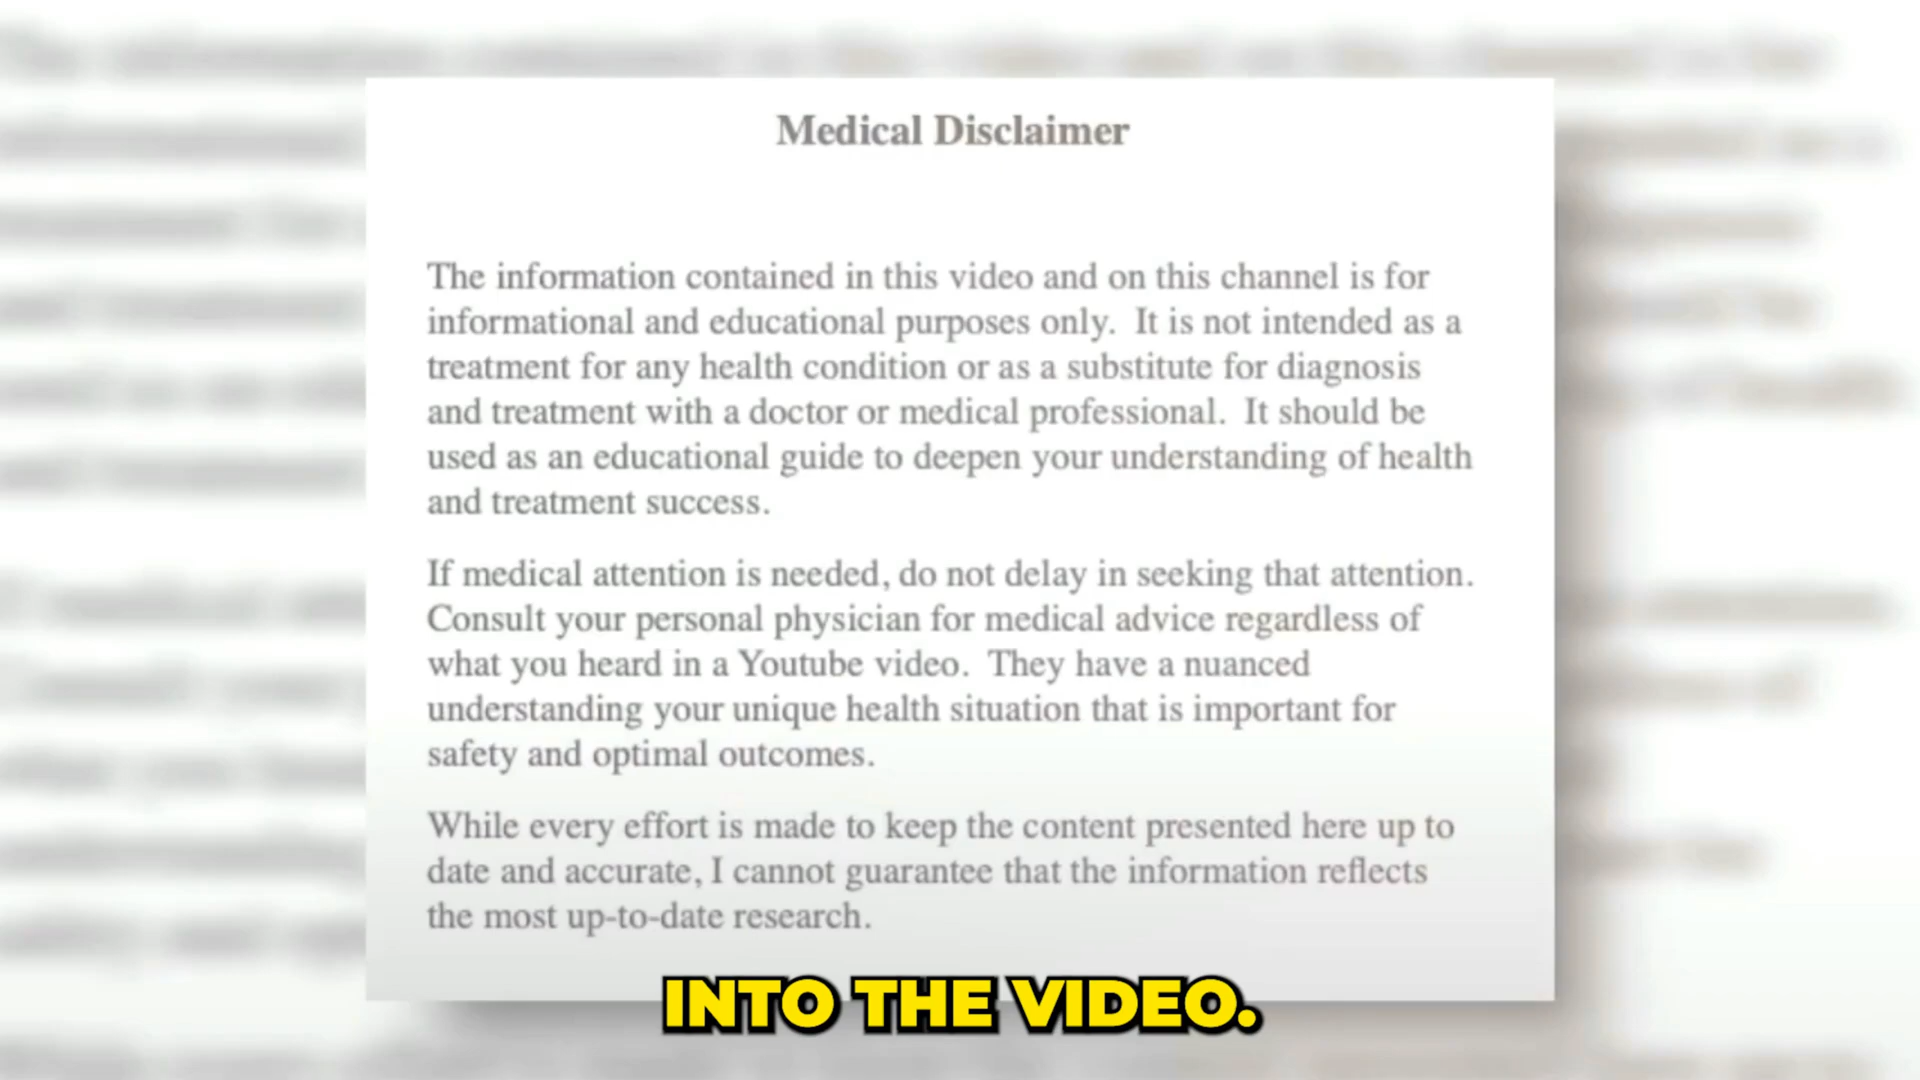 Medical Disclaimer
The information contained in this video and on this channel is for
informational and educational purposes only.  It is not intended as a
treatment for any health condition or as a substitute for diagnosis
and treatment with a doctor or medical professional.  It should be
used as an educational guide to deepen your understanding of health
and treatment success.
If medical attention is needed, do not delay in seeking that attention.
Consult your personal physician for medical advice regardless of
what you heard in a Youtube video.  They have a nuanced
understanding your unique health situation that is important for
safety and optimal outcomes.
While every effort is made to keep the content presented here up to
date and accurate, I cannot guarantee that the information reflects
the most up-to-date research.
INTO THE VIDEO.